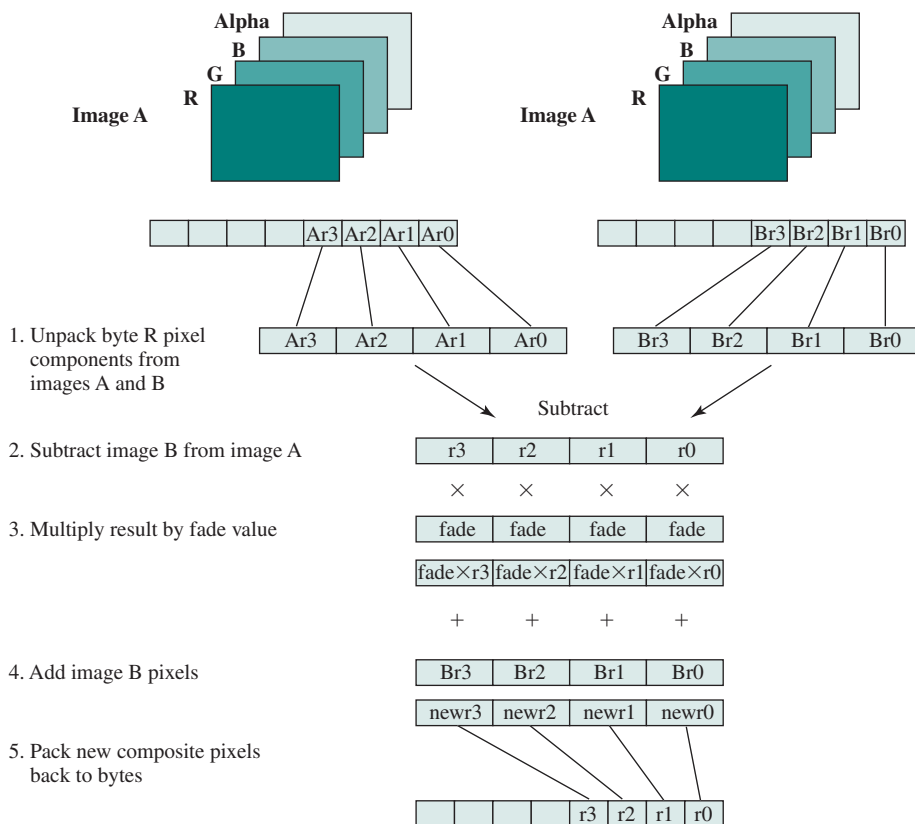 Alpha
B
G
R
Image A
Alpha
B
G
R
Image A
Ar3 Ar2 Ar1 Ar0
Br3 Br2 Br1 Br0
1. Unpack byte R pixel
components from
images A and B
Ar3 Ar2 Ar1 Ar0
Br3 Br2 Br1 Br0
Subtract
2. Subtract image B from image A
r3 r2 r1 r0
× × × ×
3. Multiply result by fade value
fade fade fade fade
fade×r3 fade×r2 fade×r1 fade×r0
+ + + +
4. Add image B pixels
Br3 Br2 Br1 Br0
newr3 newr2 newr1 newr0
5. Pack new composite pixels
back to bytes
r3 r2 r1 r0